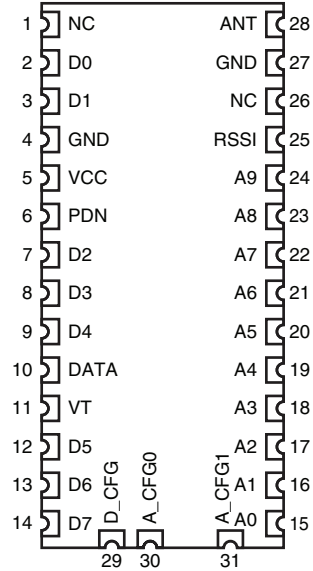 1 NC ANT 28
2 D0 GND 27
3 D1 NC 26
4 GND RSSI 25
5 VCC A9 24
6 PDN A8 23
7 D2 A7 22
8 D3 A6 21
9 D4 A5 20
10 DATA A4 19
11 VT A3 18
12 D5 A2 17
13 D6 A1 16
14 D7 A0 15
D_CFG A_CFG0 A_CFG1
29 30 31